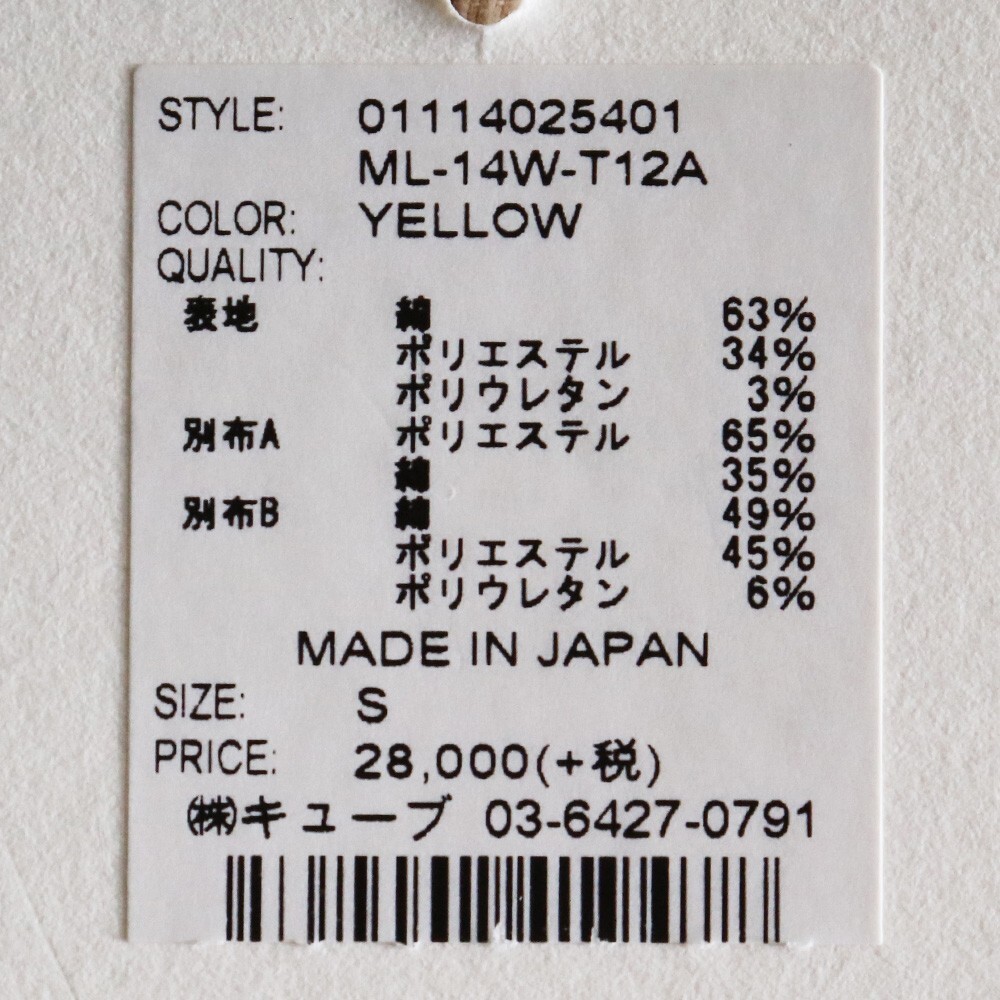 STYLE: 01114025401
ML-14W-T12A
COLOR: YELLOW
QUALITY:
表地 綿 63%
ポリエステル 34%
ポリウレタン 3%
別布A ポリエステル 65%
綿 35%
別布B 綿 49%
ポリエステル 45%
ポリウレタン 6%
MADE IN JAPAN
SIZE: S
PRICE: 28,000(+税)
㈱キューブ 03-6427-0791